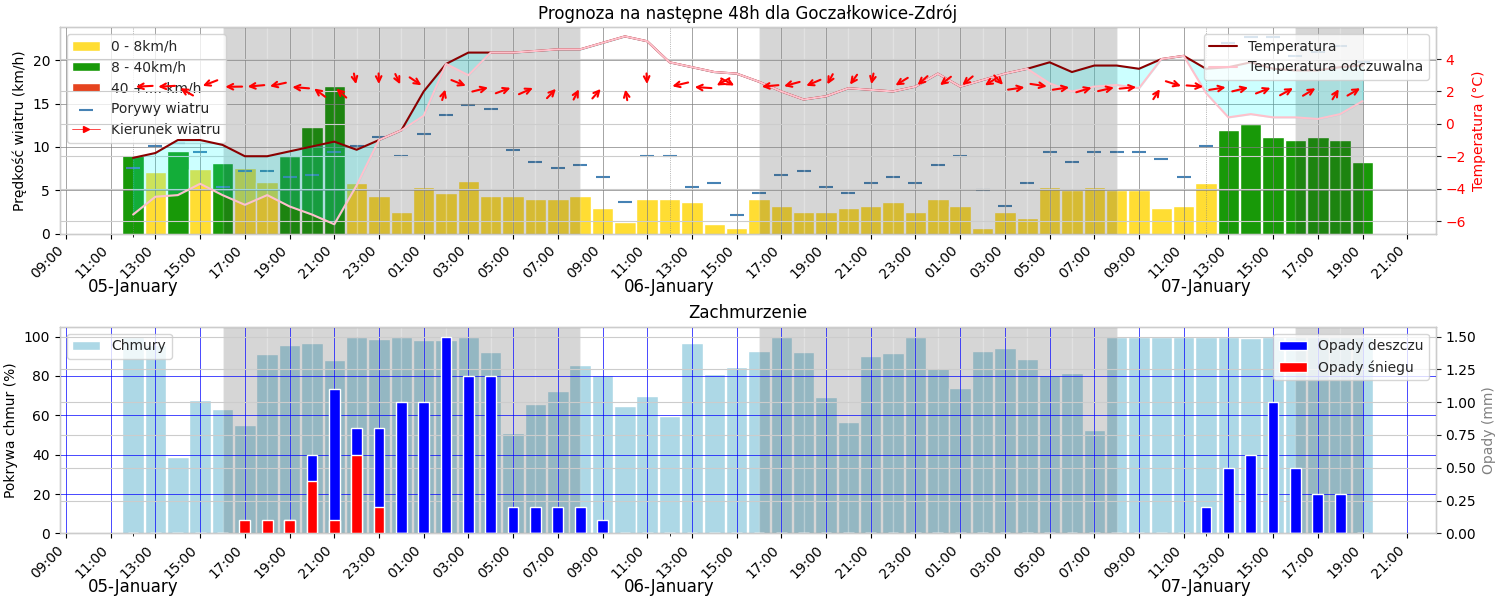 Prognoza na następne 48h dla Goczałkowice-Zdrój
0 - 8km/h
8 - 40km/h
40 +
km/h
Porywy wiatru
Kierunek wiatru
Temperatura
Temperatura odczuwalna
Prędkość wiatru (km/h)
20
15
10
5
0
Temperatura (°C)
4
2
0
−2
−4
−6
09:00 11:00 13:00 15:00 17:00 19:00 21:00 23:00 01:00 03:00 05:00 07:00 09:00 11:00 13:00 15:00 17:00 19:00 21:00 23:00 01:00 03:00 05:00 07:00 09:00 11:00 13:00 15:00 17:00 19:00 21:00
05-January 06-January 07-January
Zachmurzenie
Chmury
Opady deszczu
Opady śniegu
Pokrywa chmur (%)
100
80
60
40
20
0
Opady (mm)
1.50
1.25
1.00
0.75
0.50
0.25
0.00
09:00 11:00 13:00 15:00 17:00 19:00 21:00 23:00 01:00 03:00 05:00 07:00 09:00 11:00 13:00 15:00 17:00 19:00 21:00 23:00 01:00 03:00 05:00 07:00 09:00 11:00 13:00 15:00 17:00 19:00 21:00
05-January 06-January 07-January